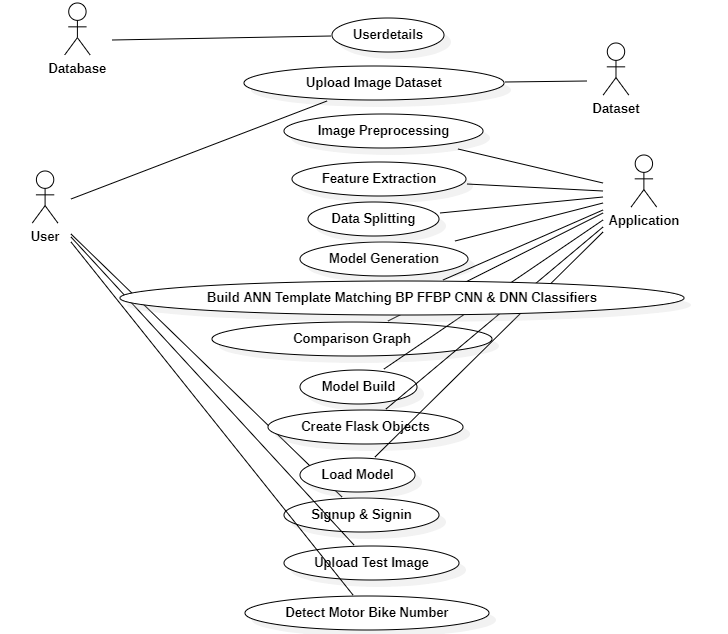 Database
Userdetails
Upload Image Dataset
Dataset
Image Preprocessing
Feature Extraction
Application
User
Data Splitting
Model Generation
Build ANN Template Matching BP FFBP CNN & DNN Classifiers
Comparison Graph
Model Build
Create Flask Objects
Load Model
Signup & Signin
Upload Test Image
Detect Motor Bike Number